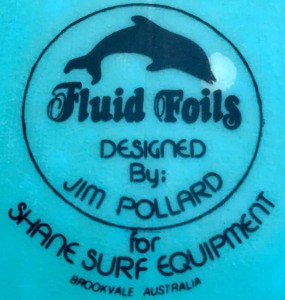 Fluid Foils
DESIGNED
By:
JIM POLLARD
for
SHANE SURF EQUIPMENT
BROOKVALE AUSTRALIA